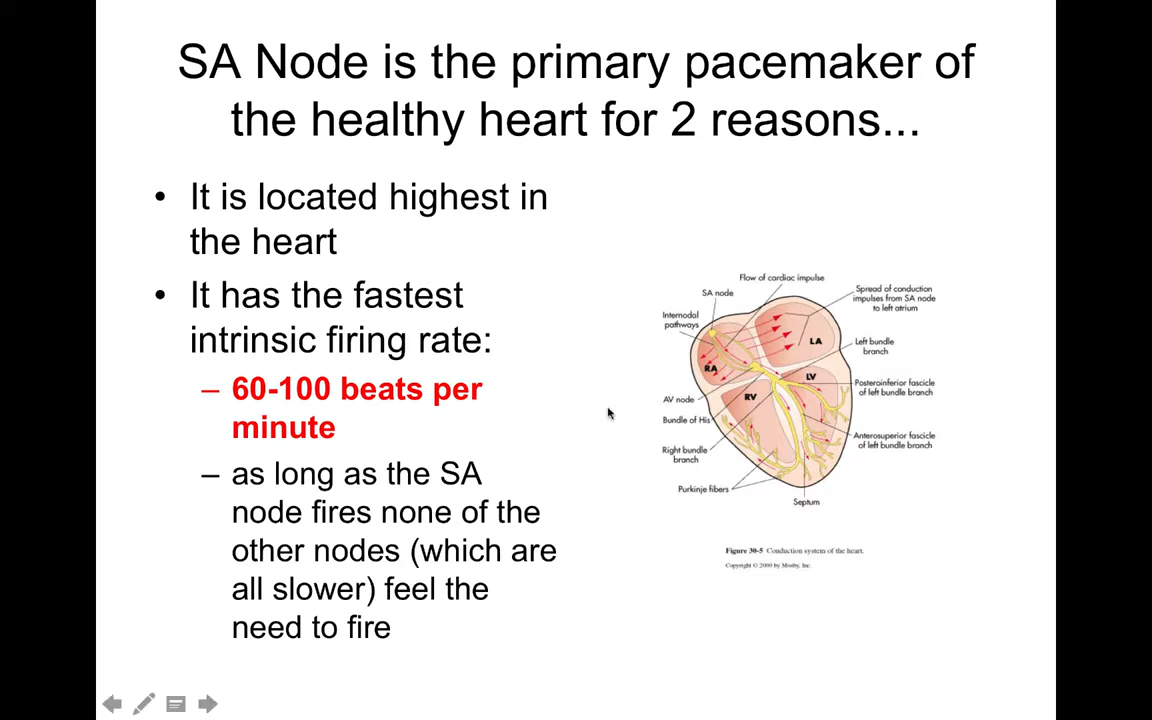 SA Node is the primary pacemaker of
the healthy heart for 2 reasons...
• It is located highest in
the heart
• It has the fastest
intrinsic firing rate:
– 60-100 beats per
minute
– as long as the SA
node fires none of the
other nodes (which are
all slower) feel the
need to fire
Flow of cardiac impulse
SA node
Spread of conduction
impulses from SA node
to left atrium
Internodal
pathways
LA
Left bundle
branch
RA
LV
Posteroinferior fascicle
of left bundle branch
RV
AV node
Bundle of His
Anterosuperior fascicle
of left bundle branch
Right bundle
branch
Purkinje fibers
Septum
Figure 30-5 Conduction system of the heart.
Copyright © 2000 by Mosby, Inc.